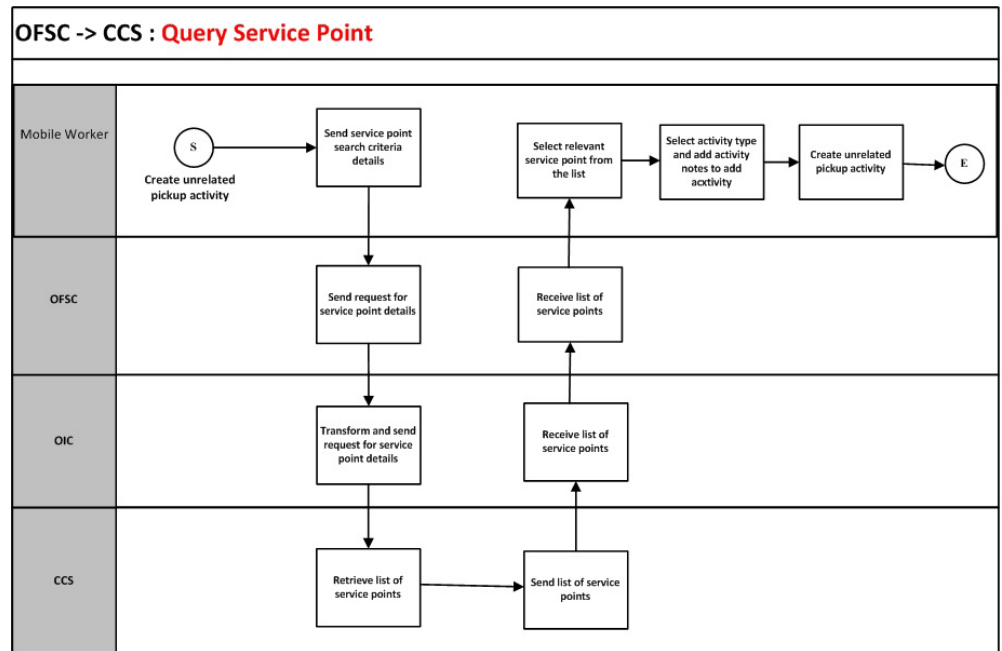 OFSC -> CCS : Query Service Point
Mobile Worker
S
Create unrelated
pickup activity
Send service point
search criteria
details
Select relevant
service point from
the list
Select activity type
and add activity
notes to add
acxtivity
Create unrelated
pickup activity
E
OFSC
Send request for
service point details
Receive list of
service points
OIC
Transform and send
request for service
point details
Receive list of
service points
CCS
Retrieve list of
service points
Send list of service
points